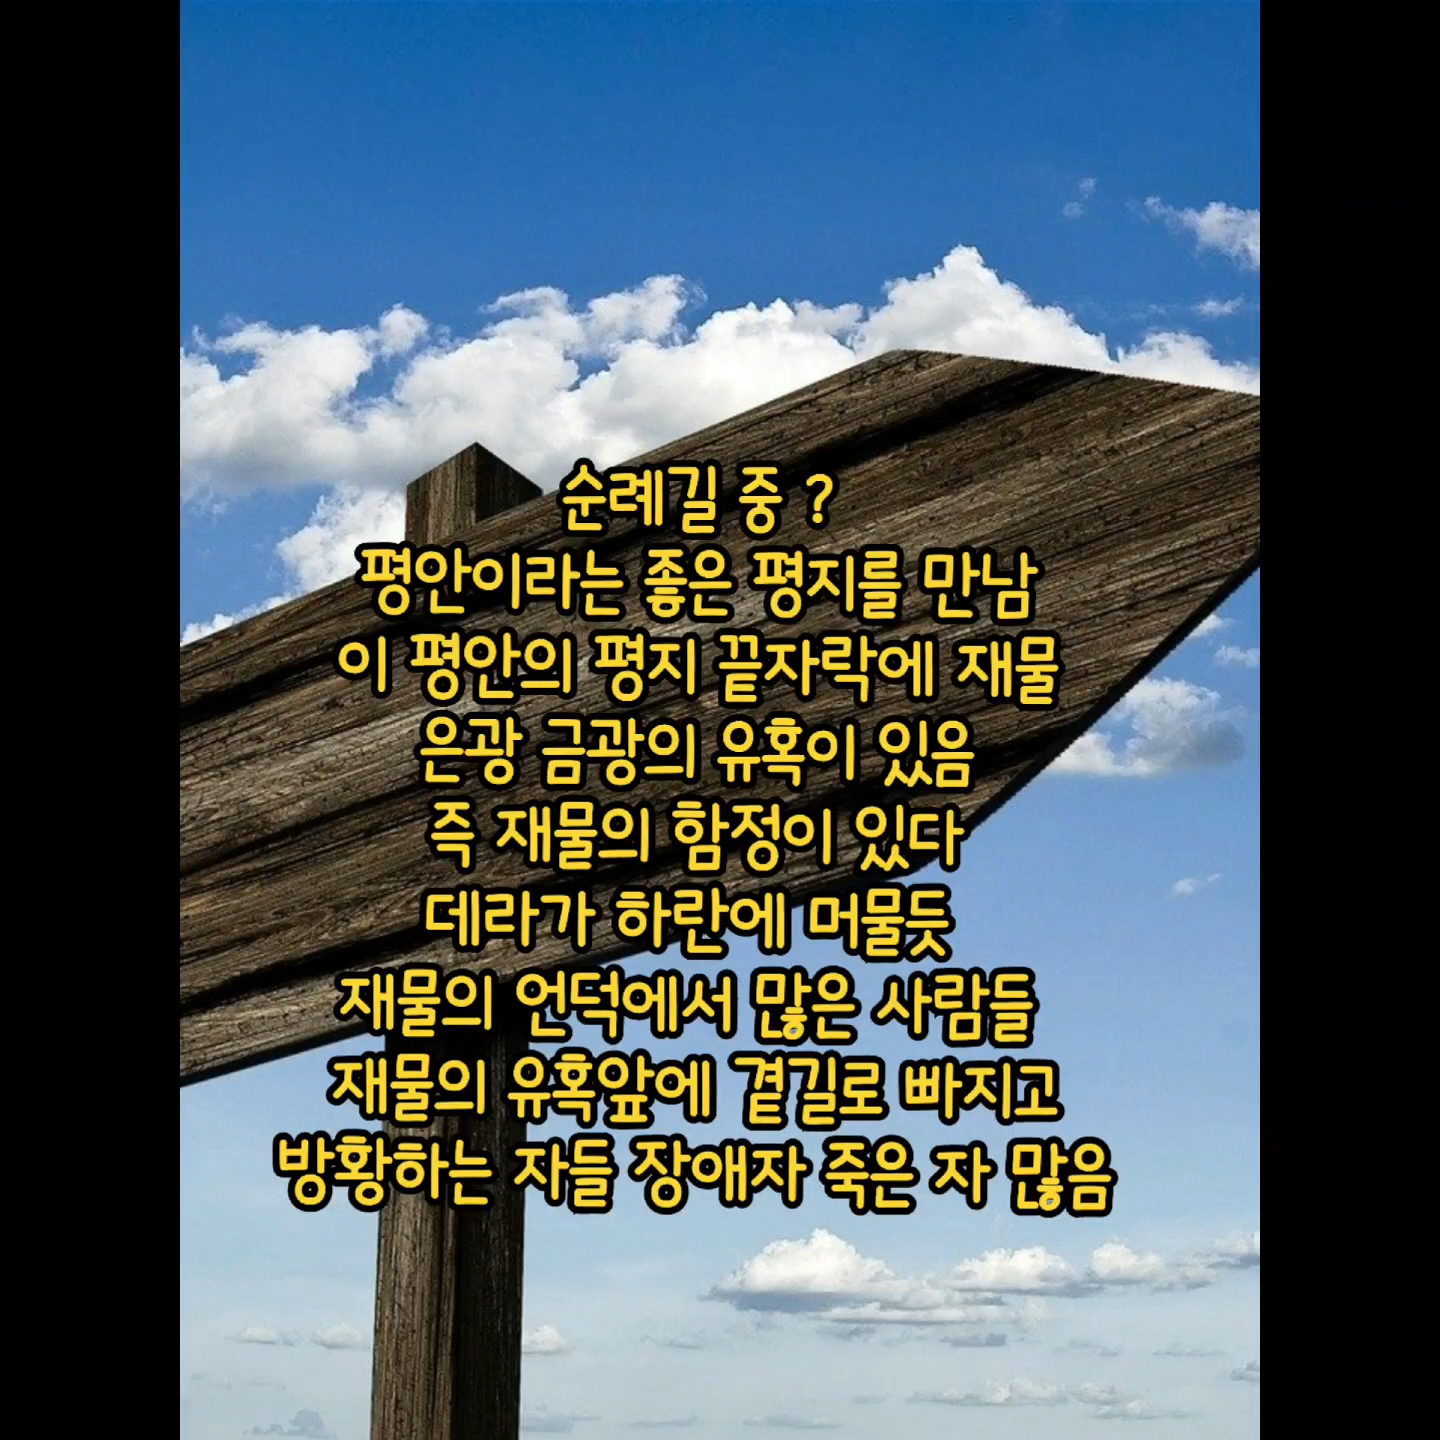 순례길 중 ?
평안이라는 좋은 평지를 만남
이 평안의 평지 끝자락에 재물
은광 금광의 유혹이 있음
즉 재물의 함정이 있다
데라가 하란에 머물듯
재물의 언덕에서 많은 사람들
재물의 유혹앞에 곁길로 빠지고
방황하는 자들 장애자 죽은 자 많음